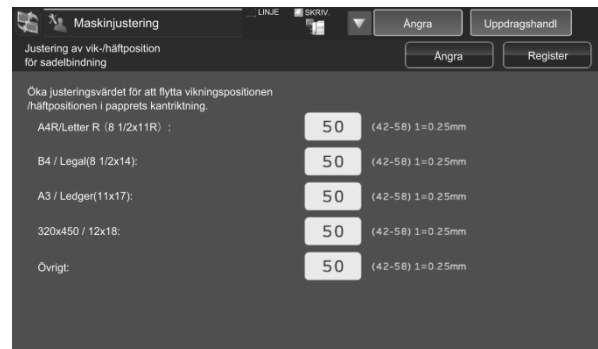 Maskinjustering
LINJE
SKRIV.
Ångra
Uppdragshandl
Justering av vik-/häftposition
för sadelbindning
Ångra
Register
Öka justeringsvärdet för att flytta vikningspositionen
/häftpositionen i papprets kantriktning.
A4R/Letter R (8 1/2x11R) : 50 (42-58) 1=0.25mm
B4 / Legal(8 1/2x14): 50 (42-58) 1=0.25mm
A3 / Ledger(11x17): 50 (42-58) 1=0.25mm
320x450 / 12x18: 50 (42-58) 1=0.25mm
Övrigt: 50 (42-58) 1=0.25mm